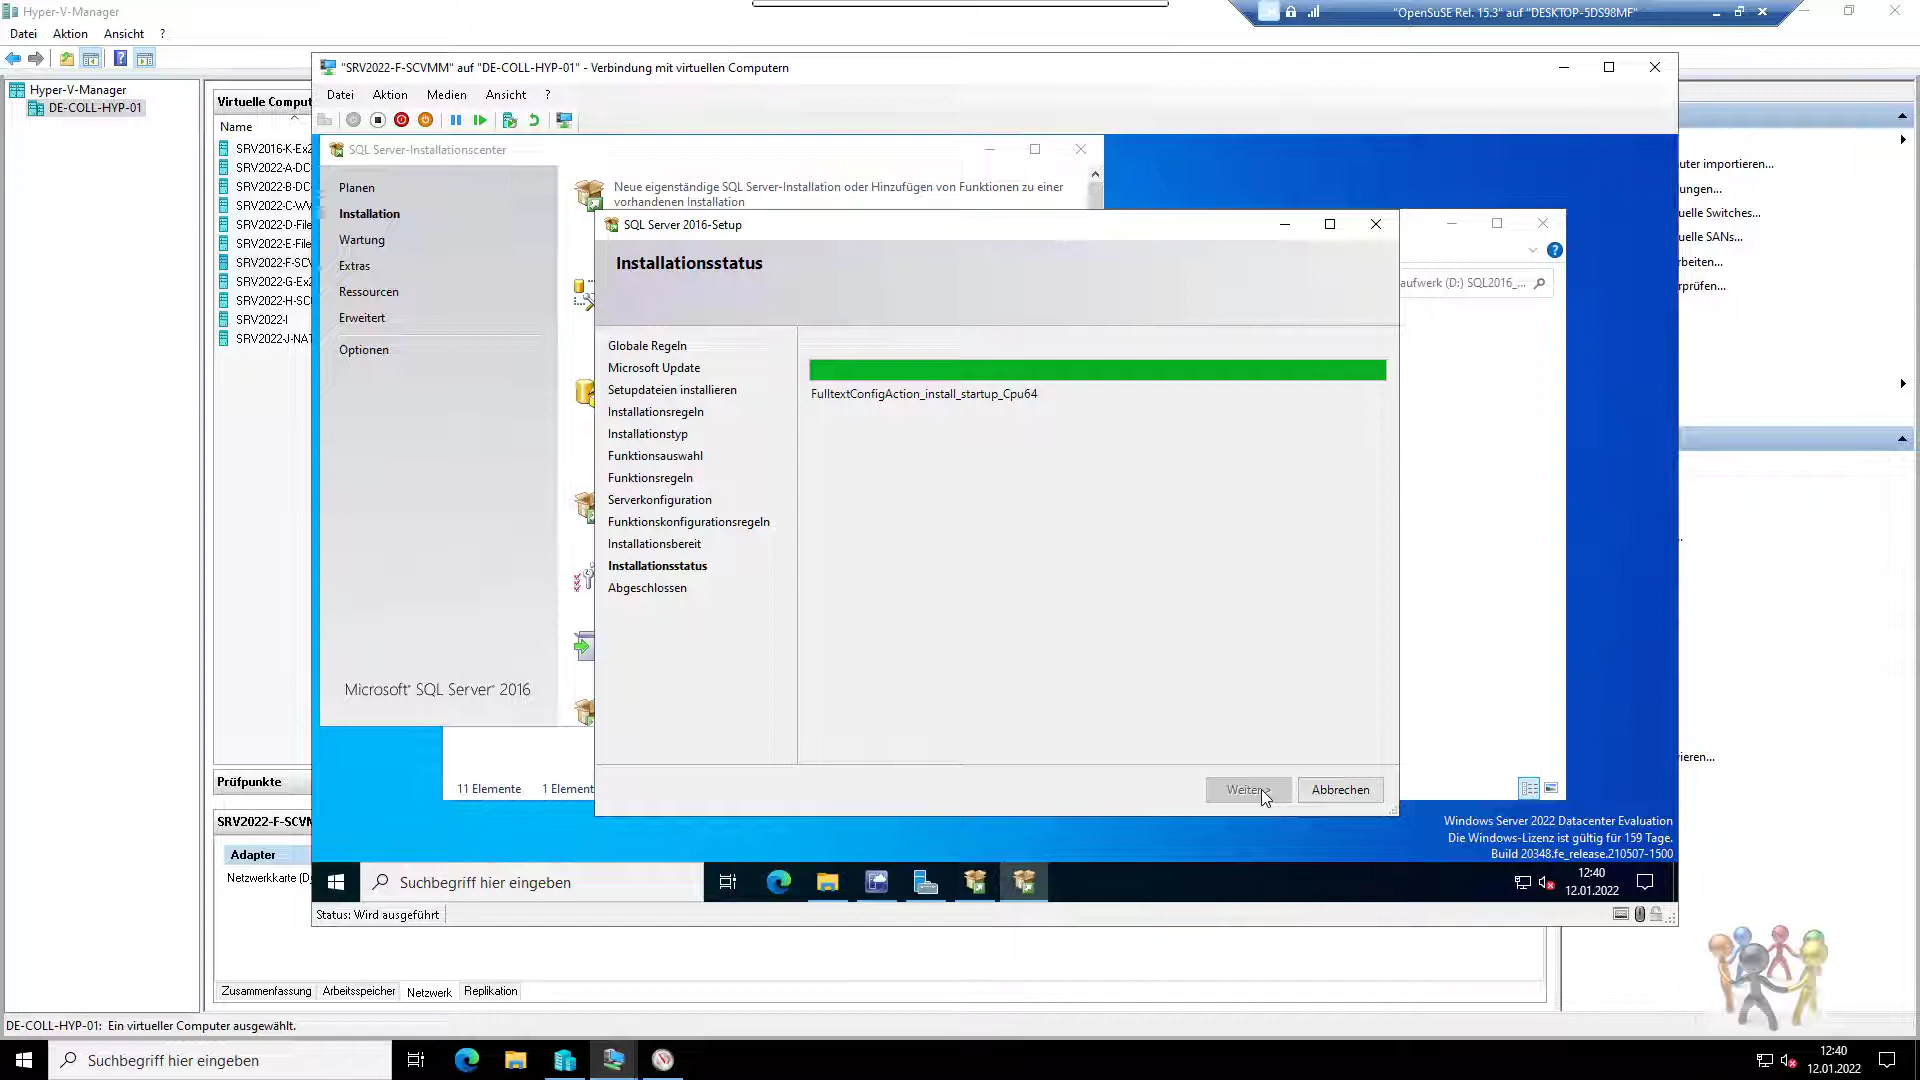 Hyper-V-Manager
"OpenSuSE Rel. 15.3" auf "DESKTOP-5DS98MF"
Datei Aktion Ansicht ?
Hyper-V-Manager
DE-COLL-HYP-01
Virtuelle Comput
Name
SRV2016-K-Ex2
SRV2022-A-DC
SRV2022-B-DC
SRV2022-C-WV
SRV2022-D-File
SRV2022-E-File
SRV2022-F-SCV
SRV2022-G-Ex2
SRV2022-H-SC
SRV2022-I
SRV2022-J-NAT
Prüfpunkte
SRV2022-F-SCVM
Adapter
Netzwerkkarte (D
Zusammenfassung Arbeitsspeicher Netzwerk Replikation
"SRV2022-F-SCVMM" auf "DE-COLL-HYP-01" - Verbindung mit virtuellen Computern
Datei Aktion Medien Ansicht ?
SQL Server-Installationscenter
Planen
Installation
Wartung
Extras
Ressourcen
Erweitert
Optionen
Microsoft SQL Server 2016
Neue eigenständige SQL Server-Installation oder Hinzufügen von Funktionen zu einer
vorhandenen Installation
SQL Server 2016-Setup
Installationsstatus
Globale Regeln
Microsoft Update
Setupdateien installieren
Installationsregeln
Installationstyp
Funktionsauswahl
Funktionsregeln
Serverkonfiguration
Funktionskonfigurationsregeln
Installationsbereit
Installationsstatus
Abgeschlossen
FulltextConfigAction_install_startup_Cpu64
Weiter >
Abbrechen
aufwerk (D:) SQL2016_...
11 Elemente 1 Element
Windows Server 2022 Datacenter Evaluation
Die Windows-Lizenz ist gültig für 159 Tage.
Build 20348.fe_release.210507-1500
Suchbegriff hier eingeben
12:40
12.01.2022
Status: Wird ausgeführt
uter importieren...
ungen...
uelle Switches...
uelle SANs...
rbeiten...
rprüfen...
ieren...
DE-COLL-HYP-01: Ein virtueller Computer ausgewählt.
Suchbegriff hier eingeben
12:40
12.01.2022